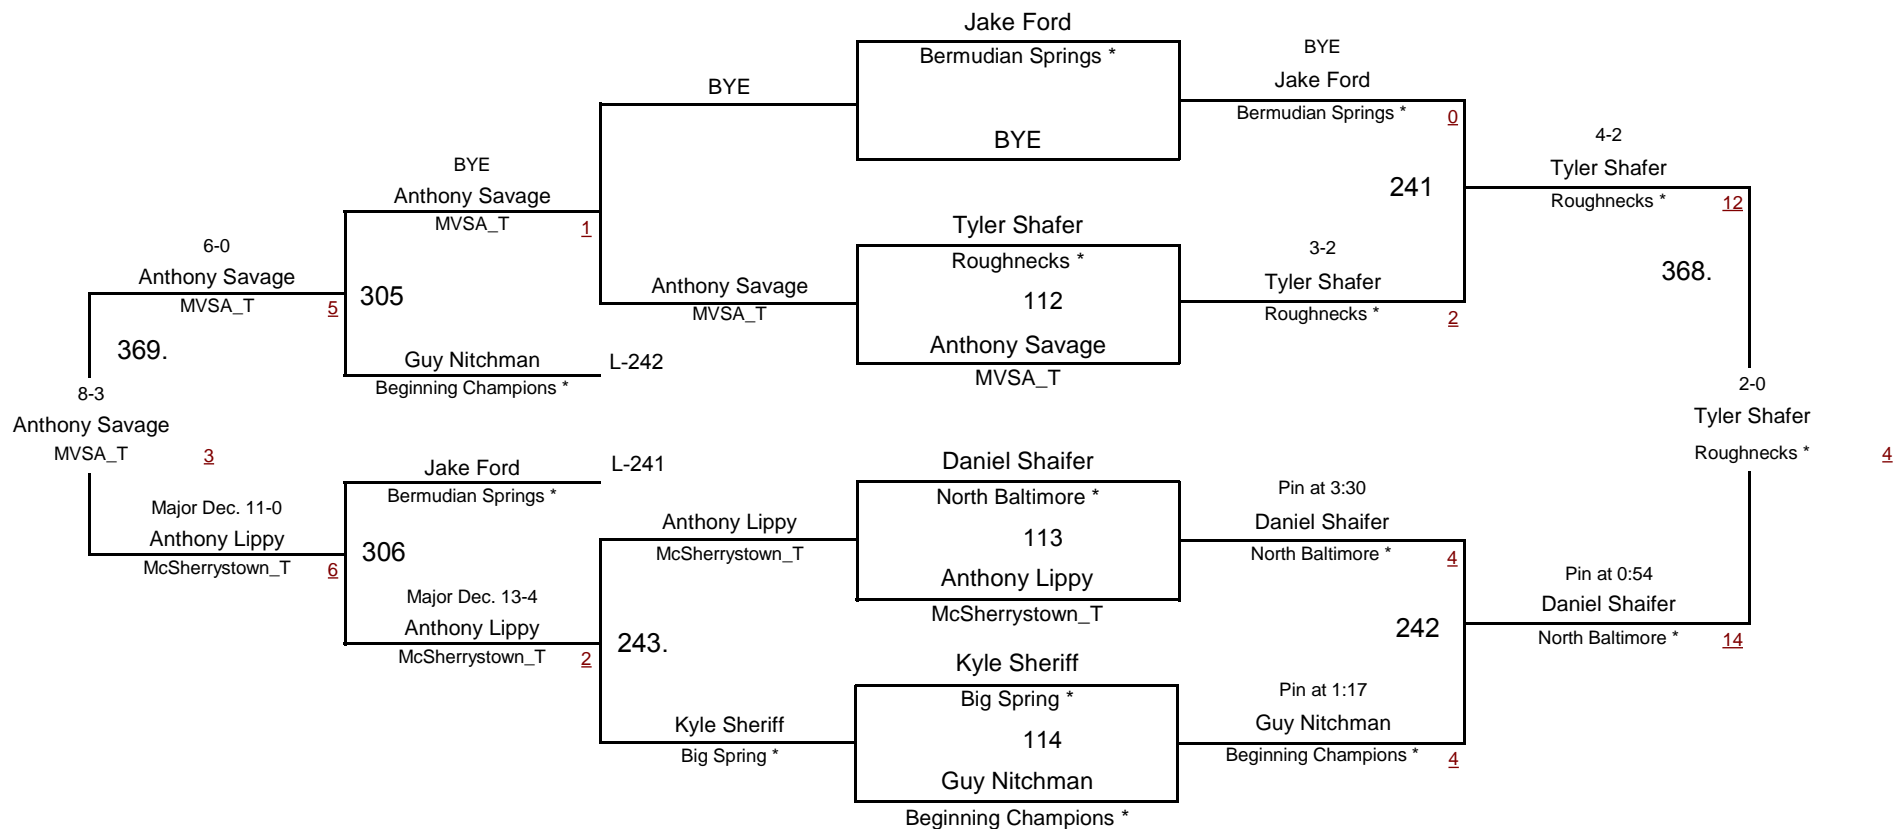 Jake Ford
Bermudian Springs *
BYE
BYE
Jake Ford
Bermudian Springs *
0
BYE
4-2
Tyler Shafer
Roughnecks *
12
BYE
Anthony Savage
MVSA_T
1
241
Tyler Shafer
Roughnecks *
112
Anthony Savage
MVSA_T
3-2
Tyler Shafer
Roughnecks *
2
368.
6-0
Anthony Savage
MVSA_T
5
305
Anthony Savage
MVSA_T
369.
Guy Nitchman
Beginning Champions *
L-242
8-3
Anthony Savage
MVSA_T
3
2-0
Tyler Shafer
Roughnecks *
4
Jake Ford
Bermudian Springs *
L-241
Daniel Shaifer
North Baltimore *
113
Anthony Lippy
McSherrystown_T
Pin at 3:30
Daniel Shaifer
North Baltimore *
4
Major Dec. 11-0
Anthony Lippy
McSherrystown_T
6
306
Anthony Lippy
McSherrystown_T
Major Dec. 13-4
Anthony Lippy
McSherrystown_T
2
243.
242
Pin at 0:54
Daniel Shaifer
North Baltimore *
14
Kyle Sheriff
Big Spring *
114
Guy Nitchman
Beginning Champions *
Kyle Sheriff
Big Spring *
Pin at 1:17
Guy Nitchman
Beginning Champions *
4